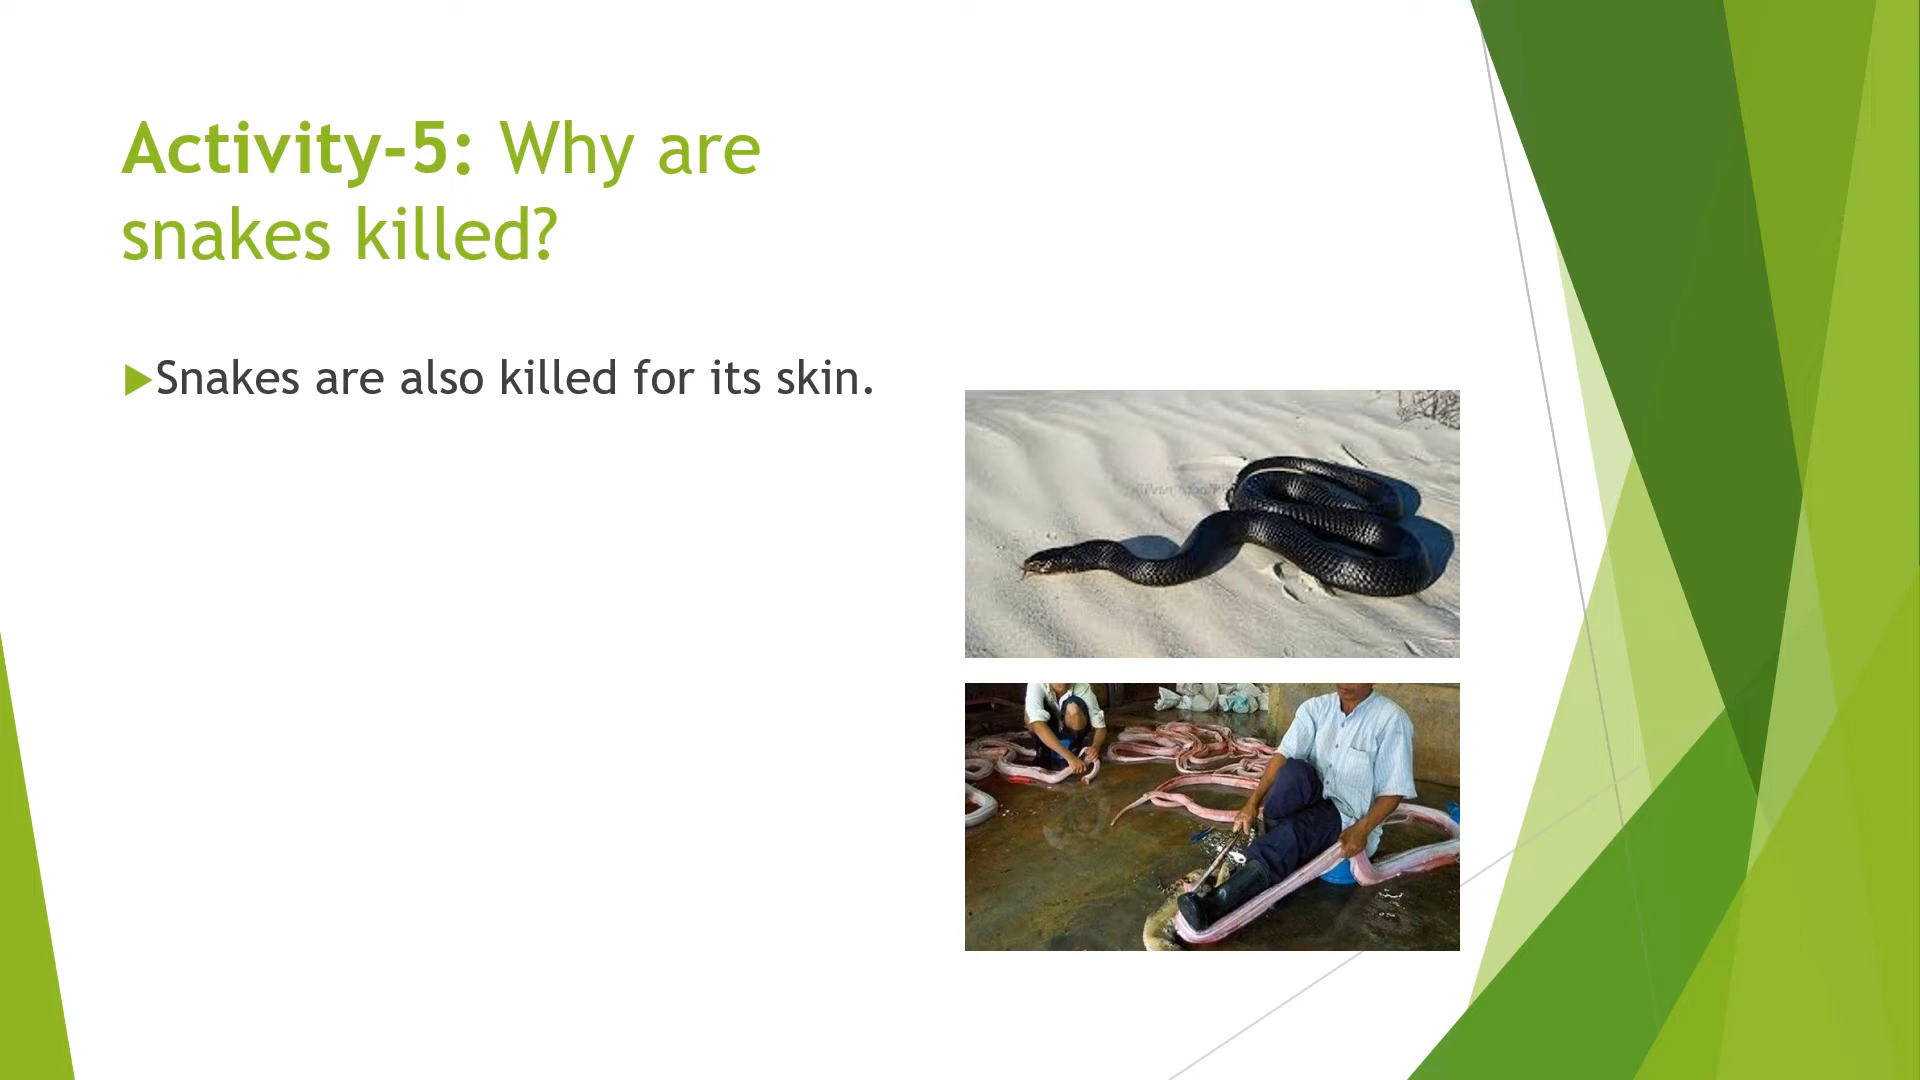 Activity-5: Why are
snakes killed?
Snakes are also killed for its skin.